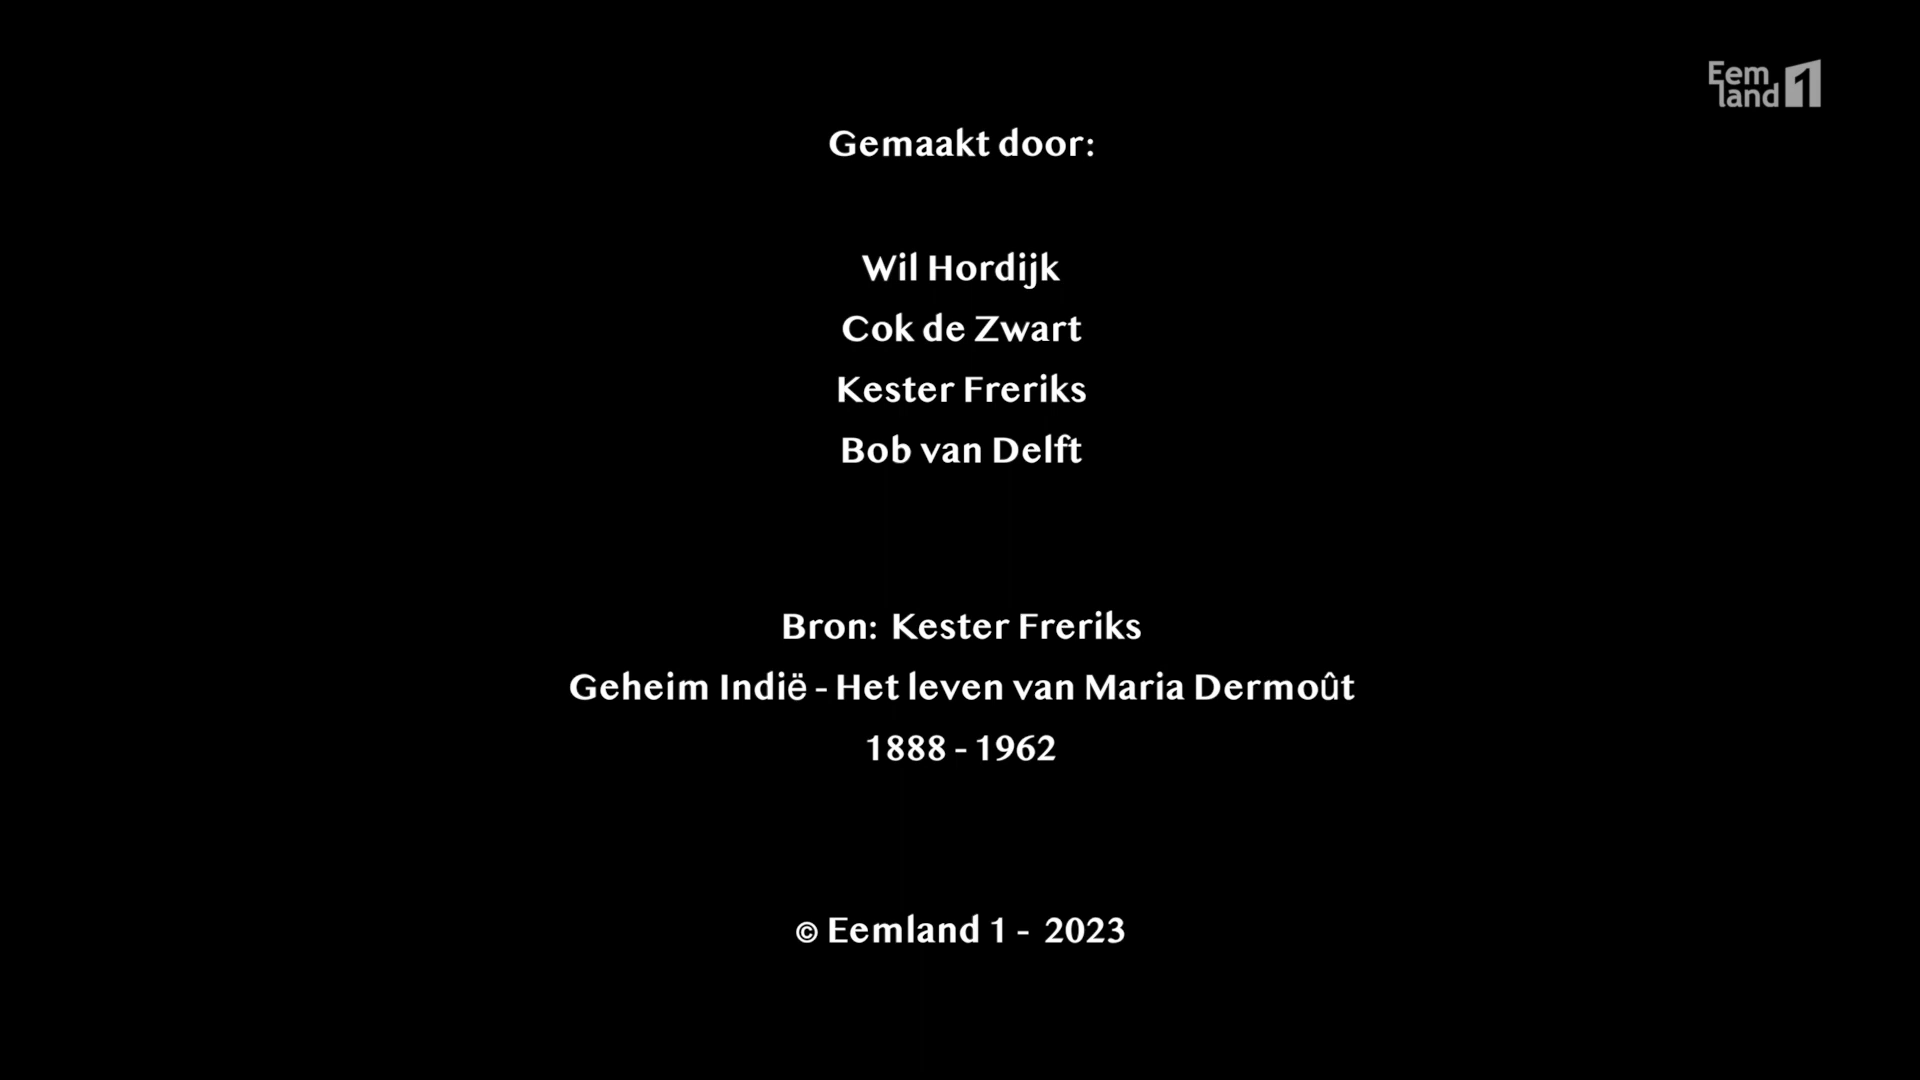 Eem
land 1
Gemaakt door:
Wil Hordijk
Cok de Zwart
Kester Freriks
Bob van Delft
Bron: Kester Freriks
Geheim Indië - Het leven van Maria Dermoût
1888 - 1962
© Eemland 1 - 2023